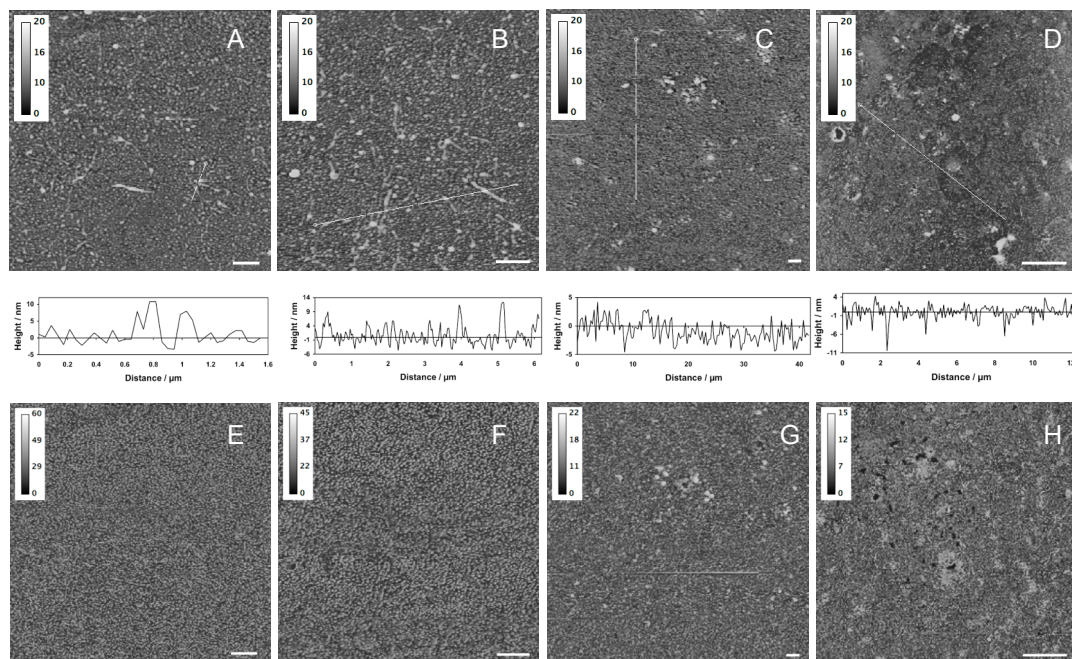 20
16
10
0
A
20
16
10
0
B
20
16
10
0
C
20
16
10
0
D
Height / nm
10
5
0
-5
0 0.2 0.4 0.6 0.8 1 1.2 1.4 1.6
Distance / µm
Height / nm
14
9
4
-1
-6
0 1 2 3 4 5 6
Distance / µm
Height / nm
5
0
-5
0 10 20 30 40
Distance / µm
Height / nm
4
-1
-6
-11
0 2 4 6 8 10 12
Distance / µm
60
49
29
0
E
45
37
22
0
F
22
18
11
0
G
15
12
7
0
H